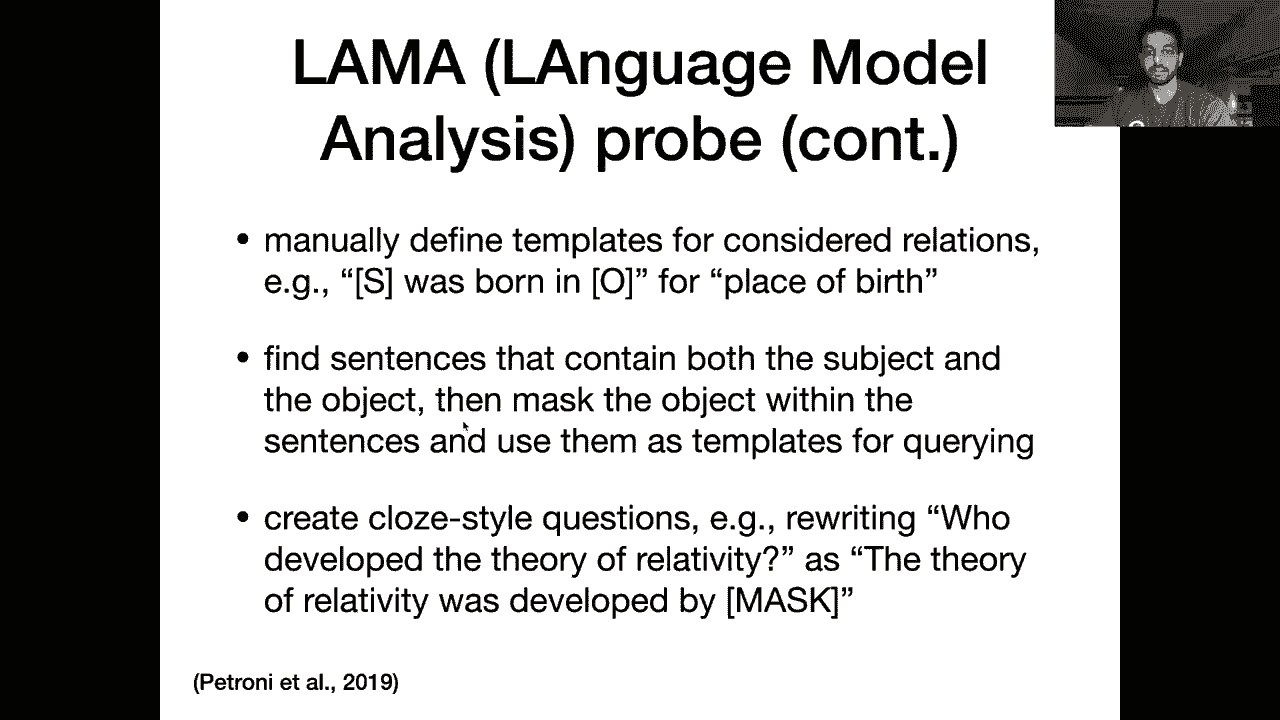 LAMA (LAnguage Model
Analysis) probe (cont.)
• manually define templates for considered relations,
e.g., “[S] was born in [O]” for “place of birth”
• find sentences that contain both the subject and
the object, then mask the object within the
sentences and use them as templates for querying
• create cloze-style questions, e.g., rewriting “Who
developed the theory of relativity?” as “The theory
of relativity was developed by [MASK]”
(Petroni et al., 2019)